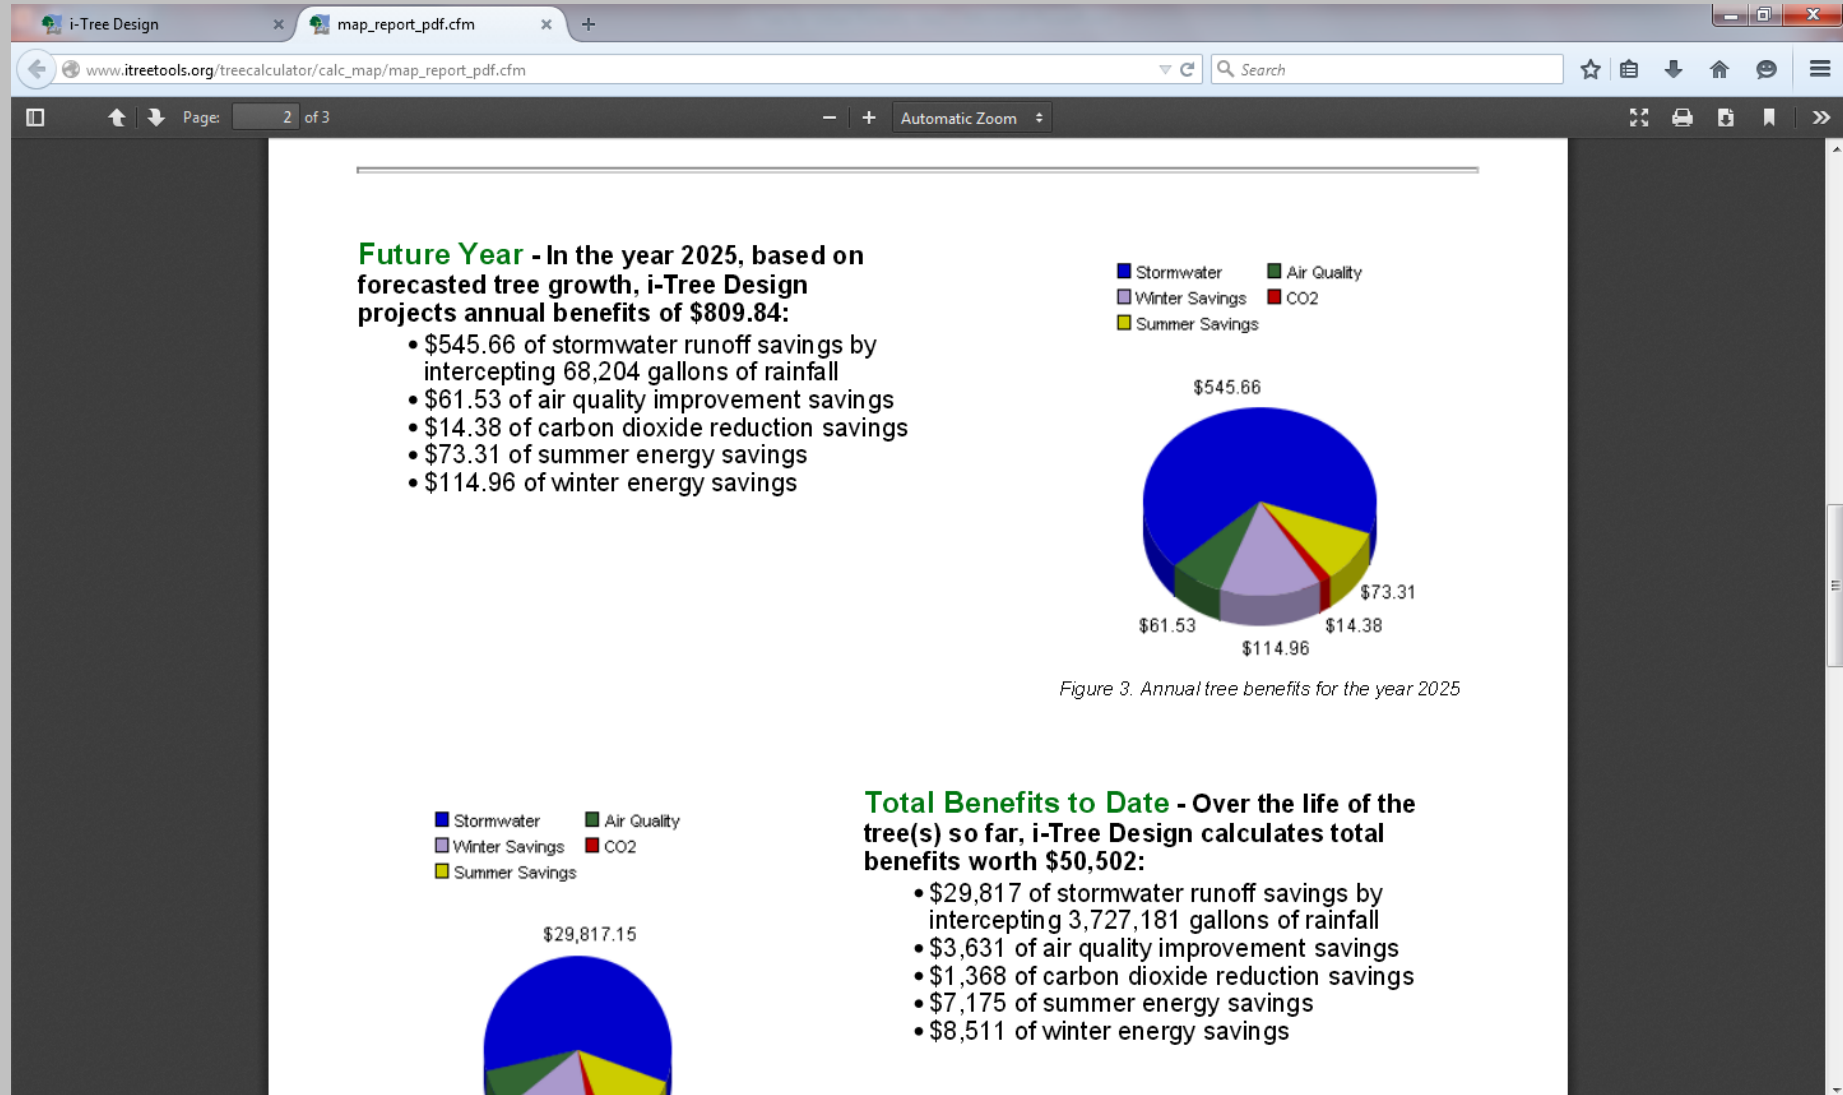 i-Tree Design
map_report_pdf.cfm
www.itreetools.org/treecalculator/calc_map/map_report_pdf.cfm
Search
Page: 2 of 3
Automatic Zoom
Future Year - In the year 2025, based on
forecasted tree growth, i-Tree Design
projects annual benefits of $809.84:
• $545.66 of stormwater runoff savings by
intercepting 68,204 gallons of rainfall
• $61.53 of air quality improvement savings
• $14.38 of carbon dioxide reduction savings
• $73.31 of summer energy savings
• $114.96 of winter energy savings
Stormwater Air Quality
Winter Savings CO2
Summer Savings
$545.66
$73.31
$61.53
$14.38
$114.96
Figure 3. Annual tree benefits for the year 2025
Stormwater Air Quality
Winter Savings CO2
Summer Savings
$29,817.15
Total Benefits to Date - Over the life of the
tree(s) so far, i-Tree Design calculates total
benefits worth $50,502:
• $29,817 of stormwater runoff savings by
intercepting 3,727,181 gallons of rainfall
• $3,631 of air quality improvement savings
• $1,368 of carbon dioxide reduction savings
• $7,175 of summer energy savings
• $8,511 of winter energy savings